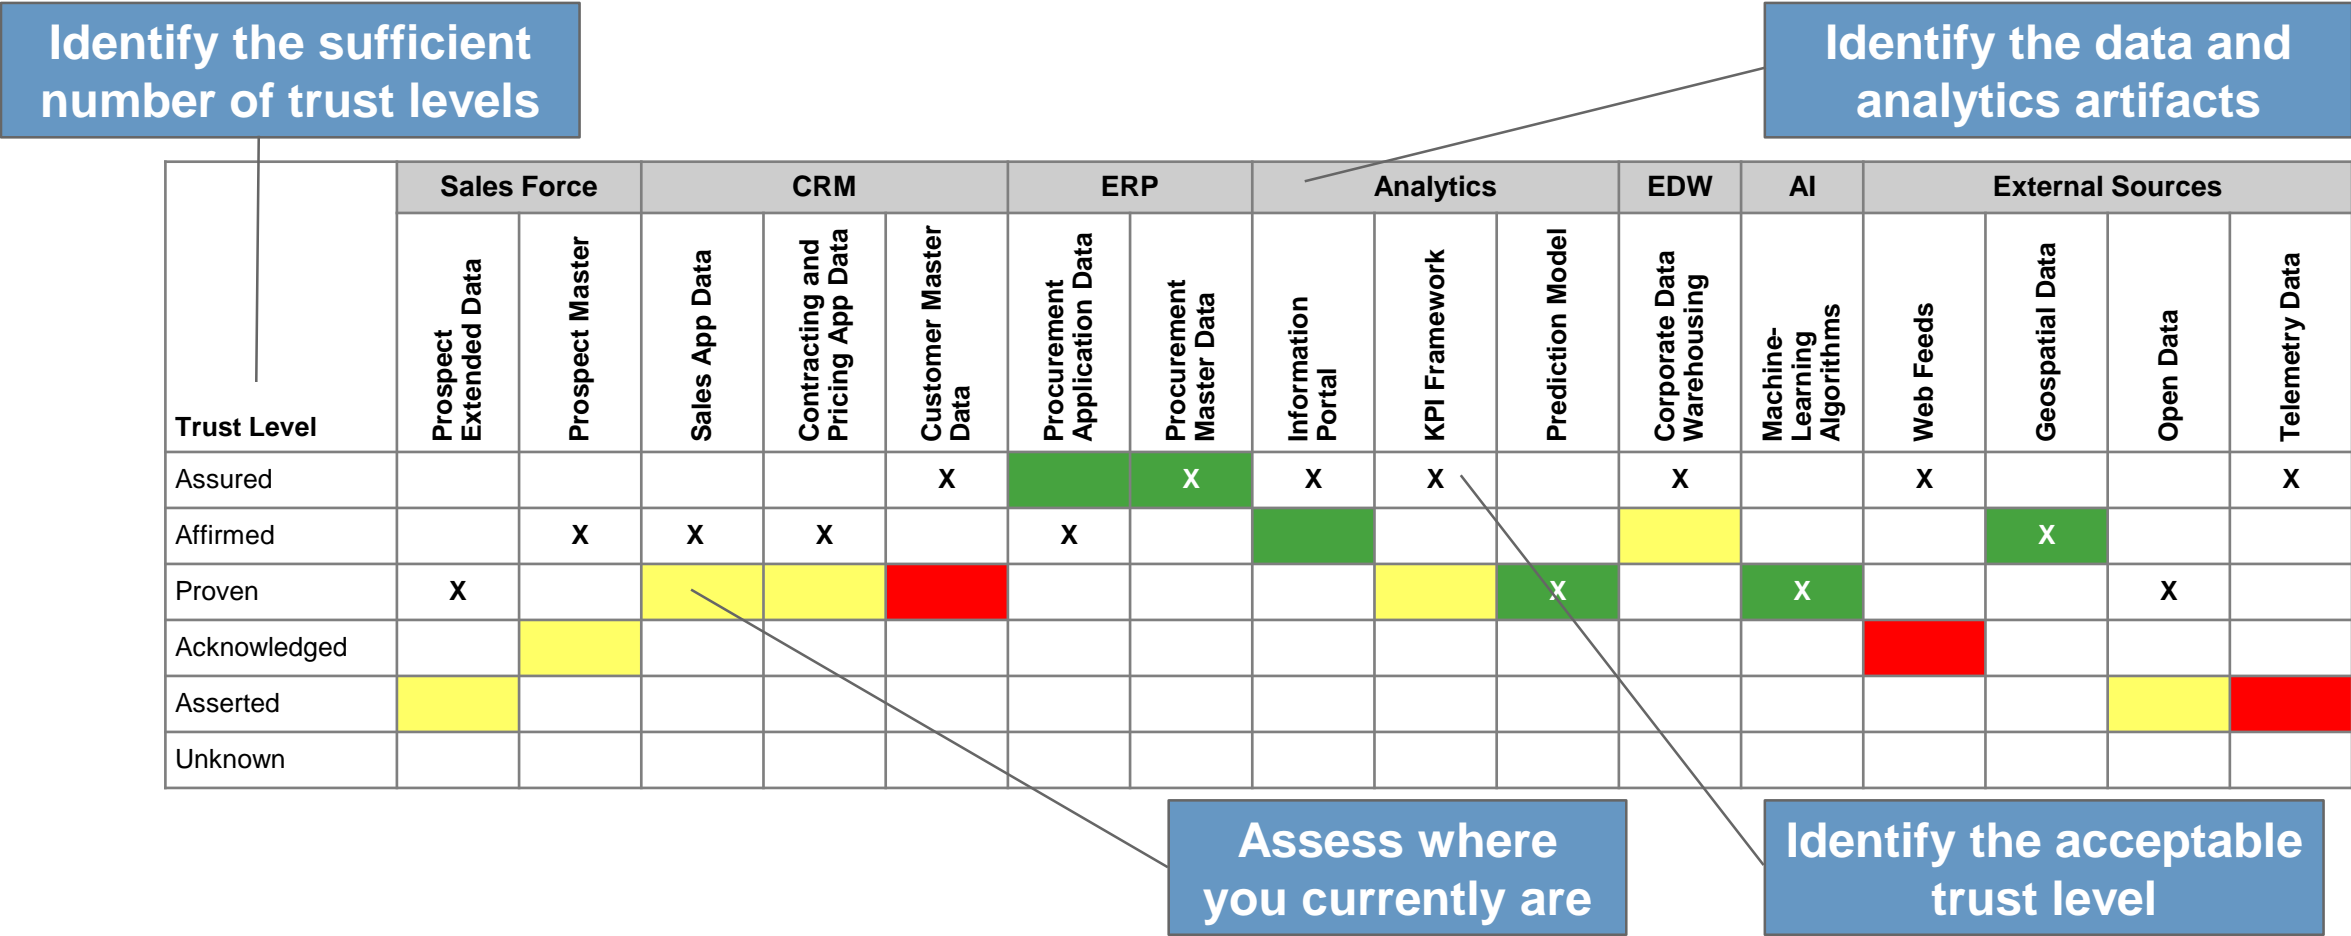 Identify the sufficient
number of trust levels
Identify the data and
analytics artifacts
Sales Force
CRM
ERP
Analytics
EDW
AI
External Sources
Trust Level
Prospect
Extended Data
Prospect Master
Sales App Data
Contracting and
Pricing App Data
Customer Master
Data
Procurement
Application Data
Procurement
Master Data
Information
Portal
KPI Framework
Prediction Model
Corporate Data
Warehousing
Machine-
Learning
Algorithms
Web Feeds
Geospatial Data
Open Data
Telemetry Data
Assured X X X X X X X
Affirmed X X X X X
Proven X X X X
Acknowledged
Asserted
Unknown
Assess where
you currently are
Identify the acceptable
trust level